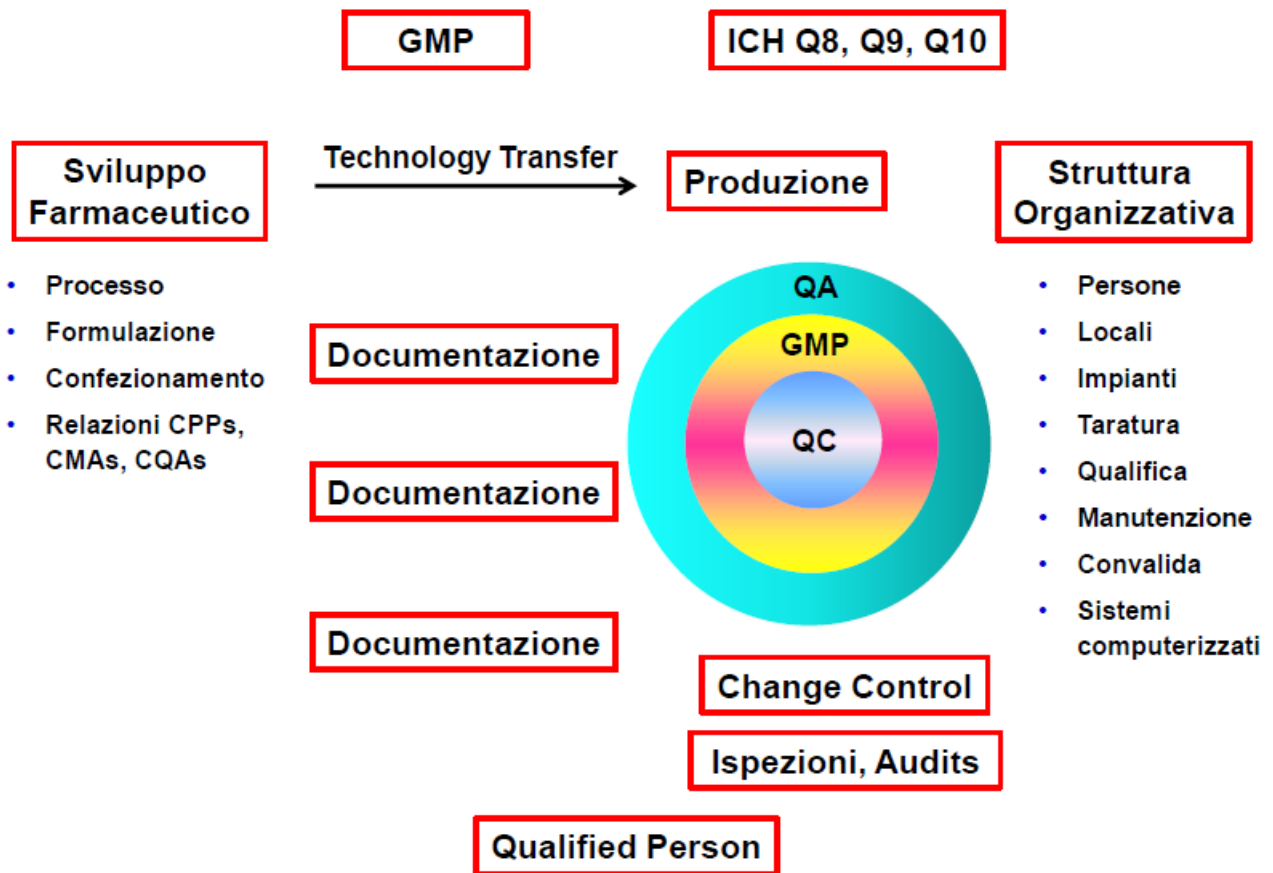 GMP
ICH Q8, Q9, Q10
Sviluppo
Farmaceutico
Technology Transfer
Produzione
Struttura
Organizzativa
• Processo
• Formulazione
• Confezionamento
• Relazioni CPPs,
CMAs, CQAs
Documentazione
Documentazione
Documentazione
QA
GMP
QC
• Persone
• Locali
• Impianti
• Taratura
• Qualifica
• Manutenzione
• Convalida
• Sistemi
computerizzati
Change Control
Ispezioni, Audits
Qualified Person